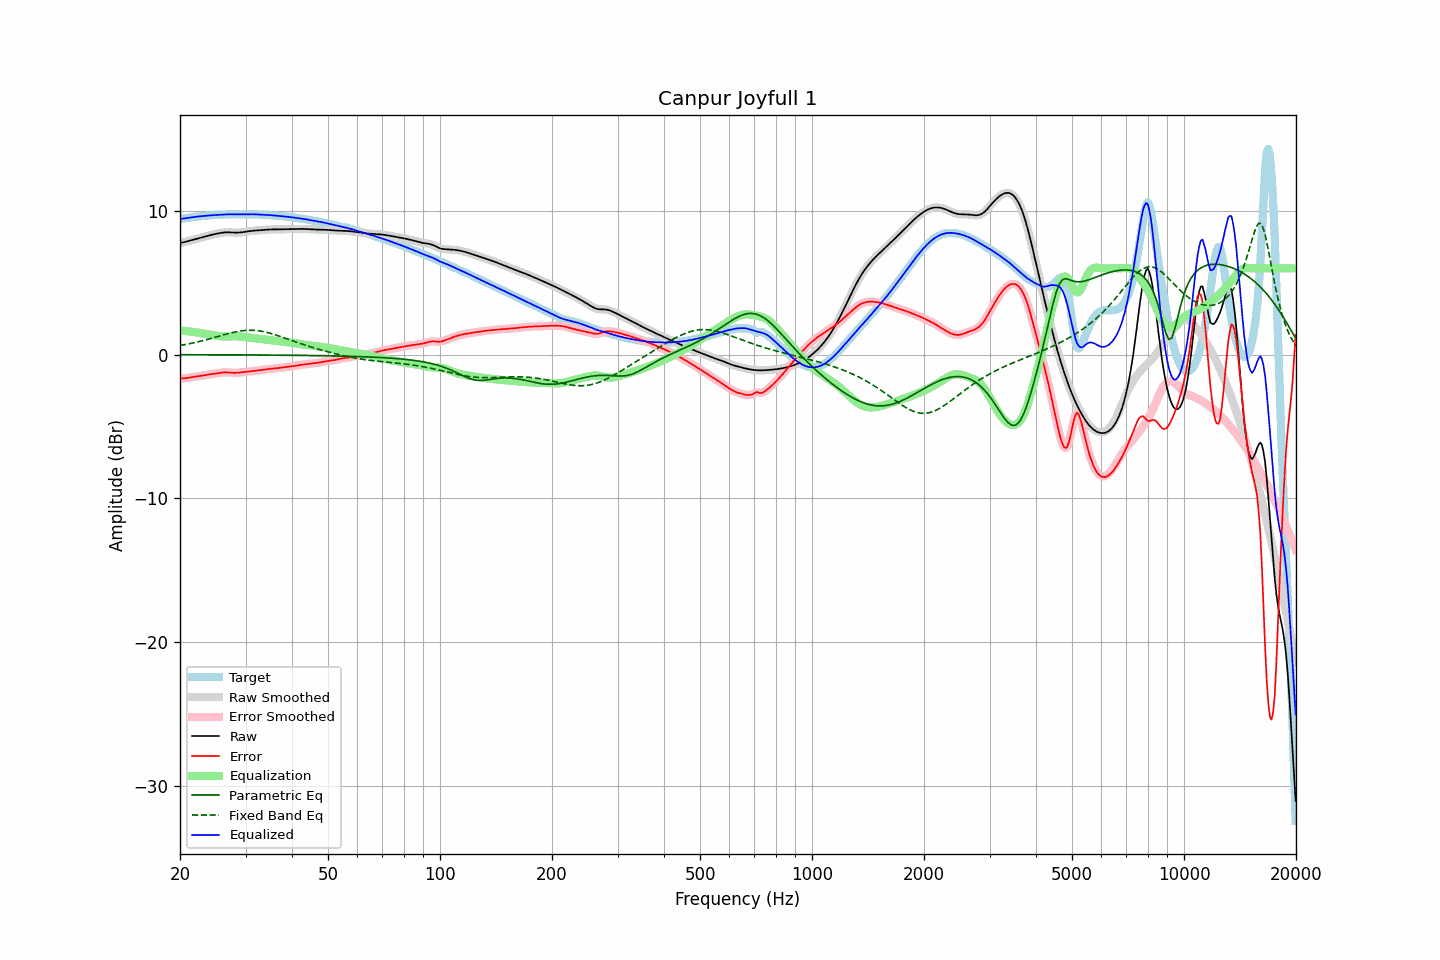 Canpur Joyfull 1
Amplitude (dBr)
10
0
−10
−20
−30
Target
Raw Smoothed
Error Smoothed
Raw
Error
Equalization
Parametric Eq
Fixed Band Eq
Equalized
20 50 100 200 500 1000 2000 5000 10000 20000
Frequency (Hz)